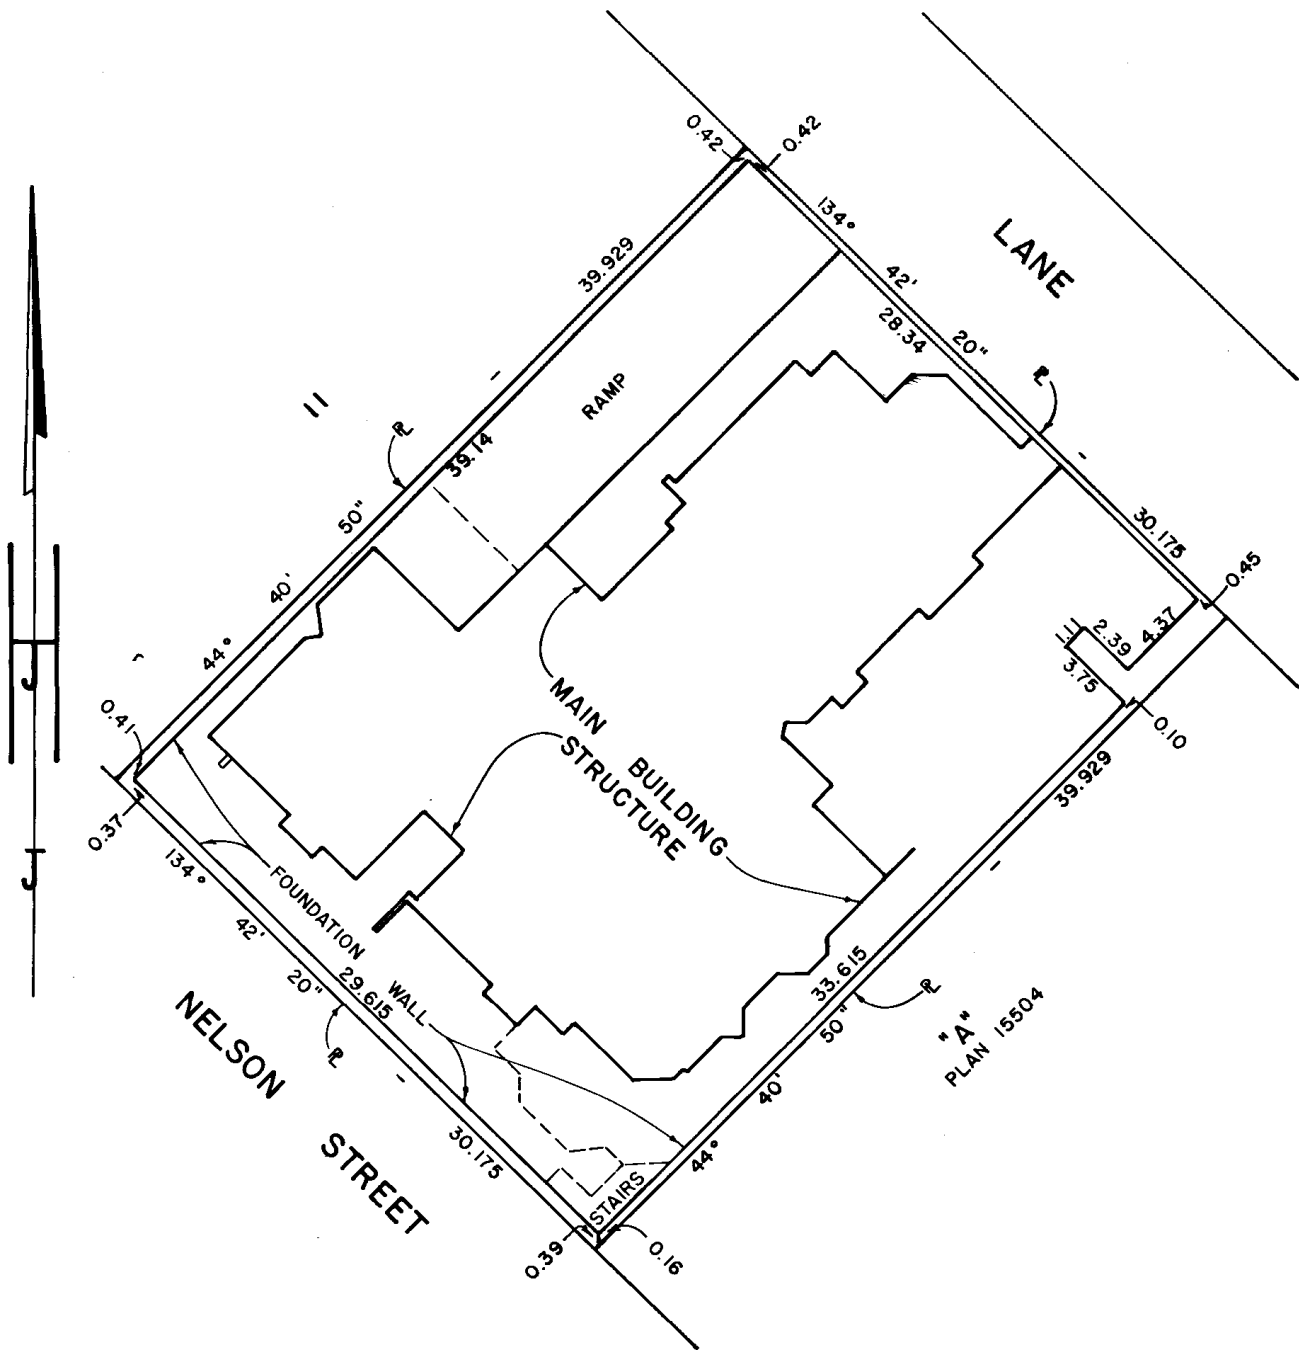 0.42
0.42
134°
42'
20"
LANE
39.929
28.34
RAMP
11
39.14
50"
40'
44°
30.175
0.45
4.37
2.39
1.11
3.75
0.10
39.929
0.41
0.37
MAIN
BUILDING
STRUCTURE
FOUNDATION
WALL
134°
42'
20"
29.615
30.175
NELSON
STREET
33.615
50"
40'
44°
"A"
PLAN 15504
STAIRS
0.39
0.16